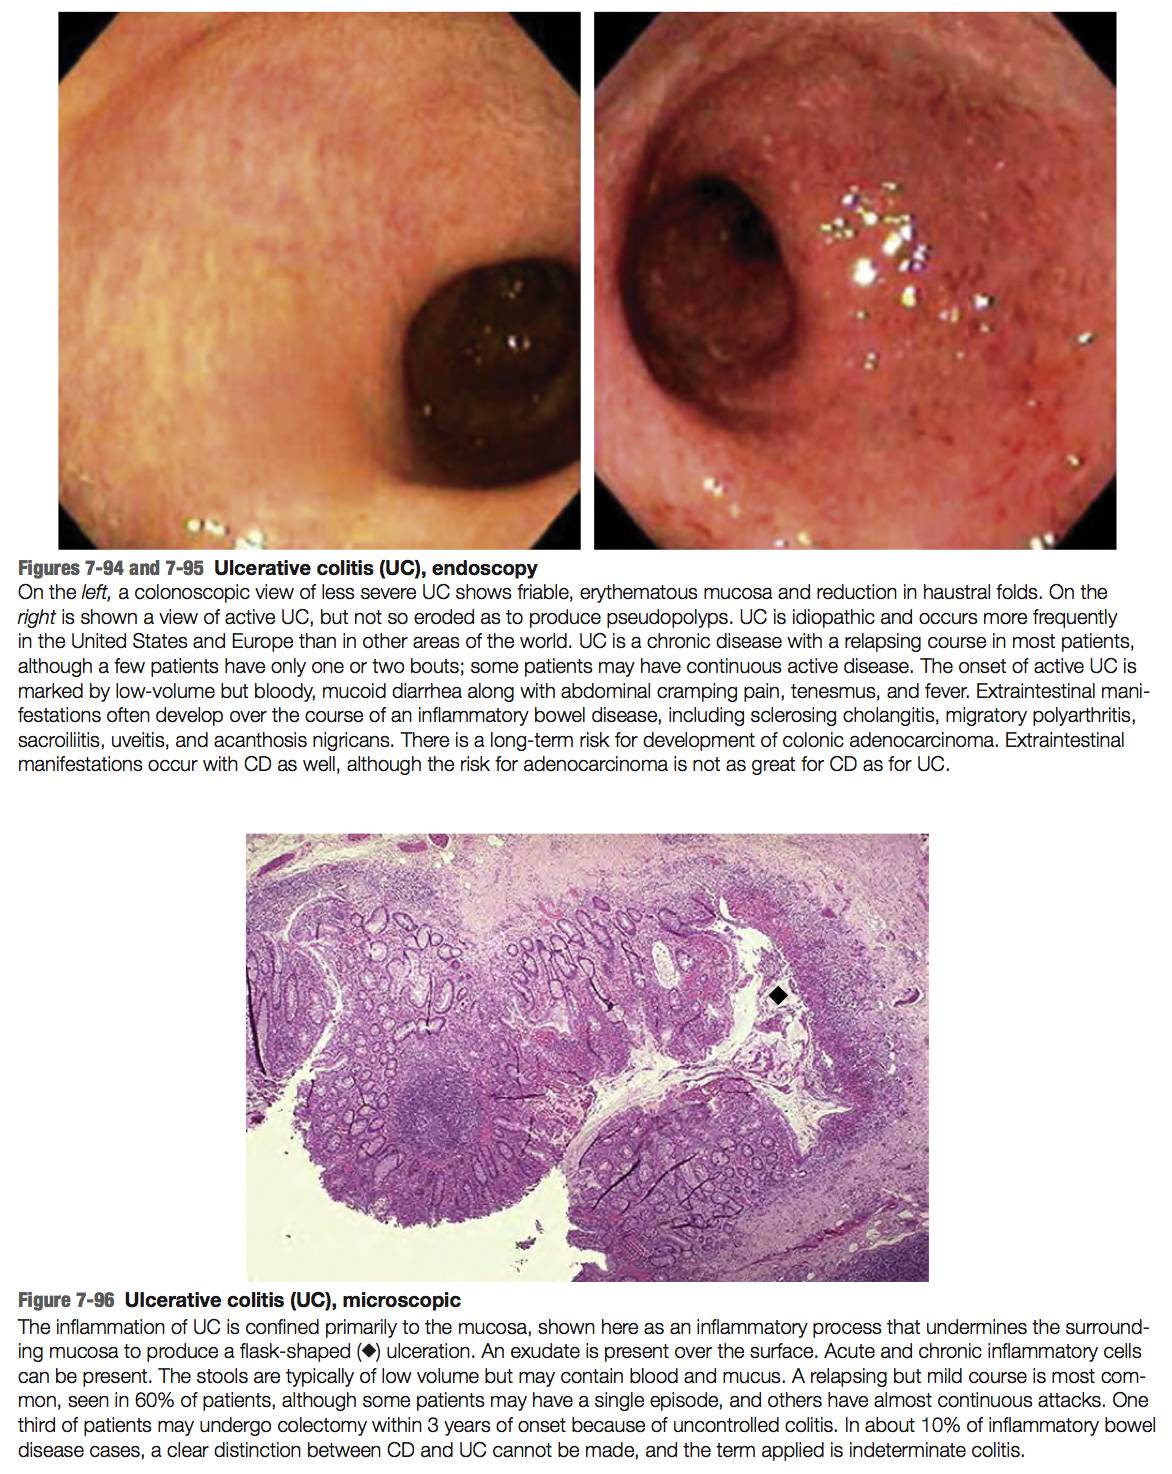 Figures 7-94 and 7-95 Ulcerative colitis (UC), endoscopy
On the left, a colonoscopic view of less severe UC shows friable, erythematous mucosa and reduction in haustral folds. On the
right is shown a view of active UC, but not so eroded as to produce pseudopolyps. UC is idiopathic and occurs more frequently
in the United States and Europe than in other areas of the world. UC is a chronic disease with a relapsing course in most patients,
although a few patients have only one or two bouts; some patients may have continuous active disease. The onset of active UC is
marked by low-volume but bloody, mucoid diarrhea along with abdominal cramping pain, tenesmus, and fever. Extraintestinal mani-
festations often develop over the course of an inflammatory bowel disease, including sclerosing cholangitis, migratory polyarthritis,
sacroiliitis, uveitis, and acanthosis nigricans. There is a long-term risk for development of colonic adenocarcinoma. Extraintestinal
manifestations occur with CD as well, although the risk for adenocarcinoma is not as great for CD as for UC.
◆
Figure 7-96 Ulcerative colitis (UC), microscopic
The inflammation of UC is confined primarily to the mucosa, shown here as an inflammatory process that undermines the surround-
ing mucosa to produce a flask-shaped (◆) ulceration. An exudate is present over the surface. Acute and chronic inflammatory cells
can be present. The stools are typically of low volume but may contain blood and mucus. A relapsing but mild course is most com-
mon, seen in 60% of patients, although some patients may have a single episode, and others have almost continuous attacks. One
third of patients may undergo colectomy within 3 years of onset because of uncontrolled colitis. In about 10% of inflammatory bowel
disease cases, a clear distinction between CD and UC cannot be made, and the term applied is indeterminate colitis.